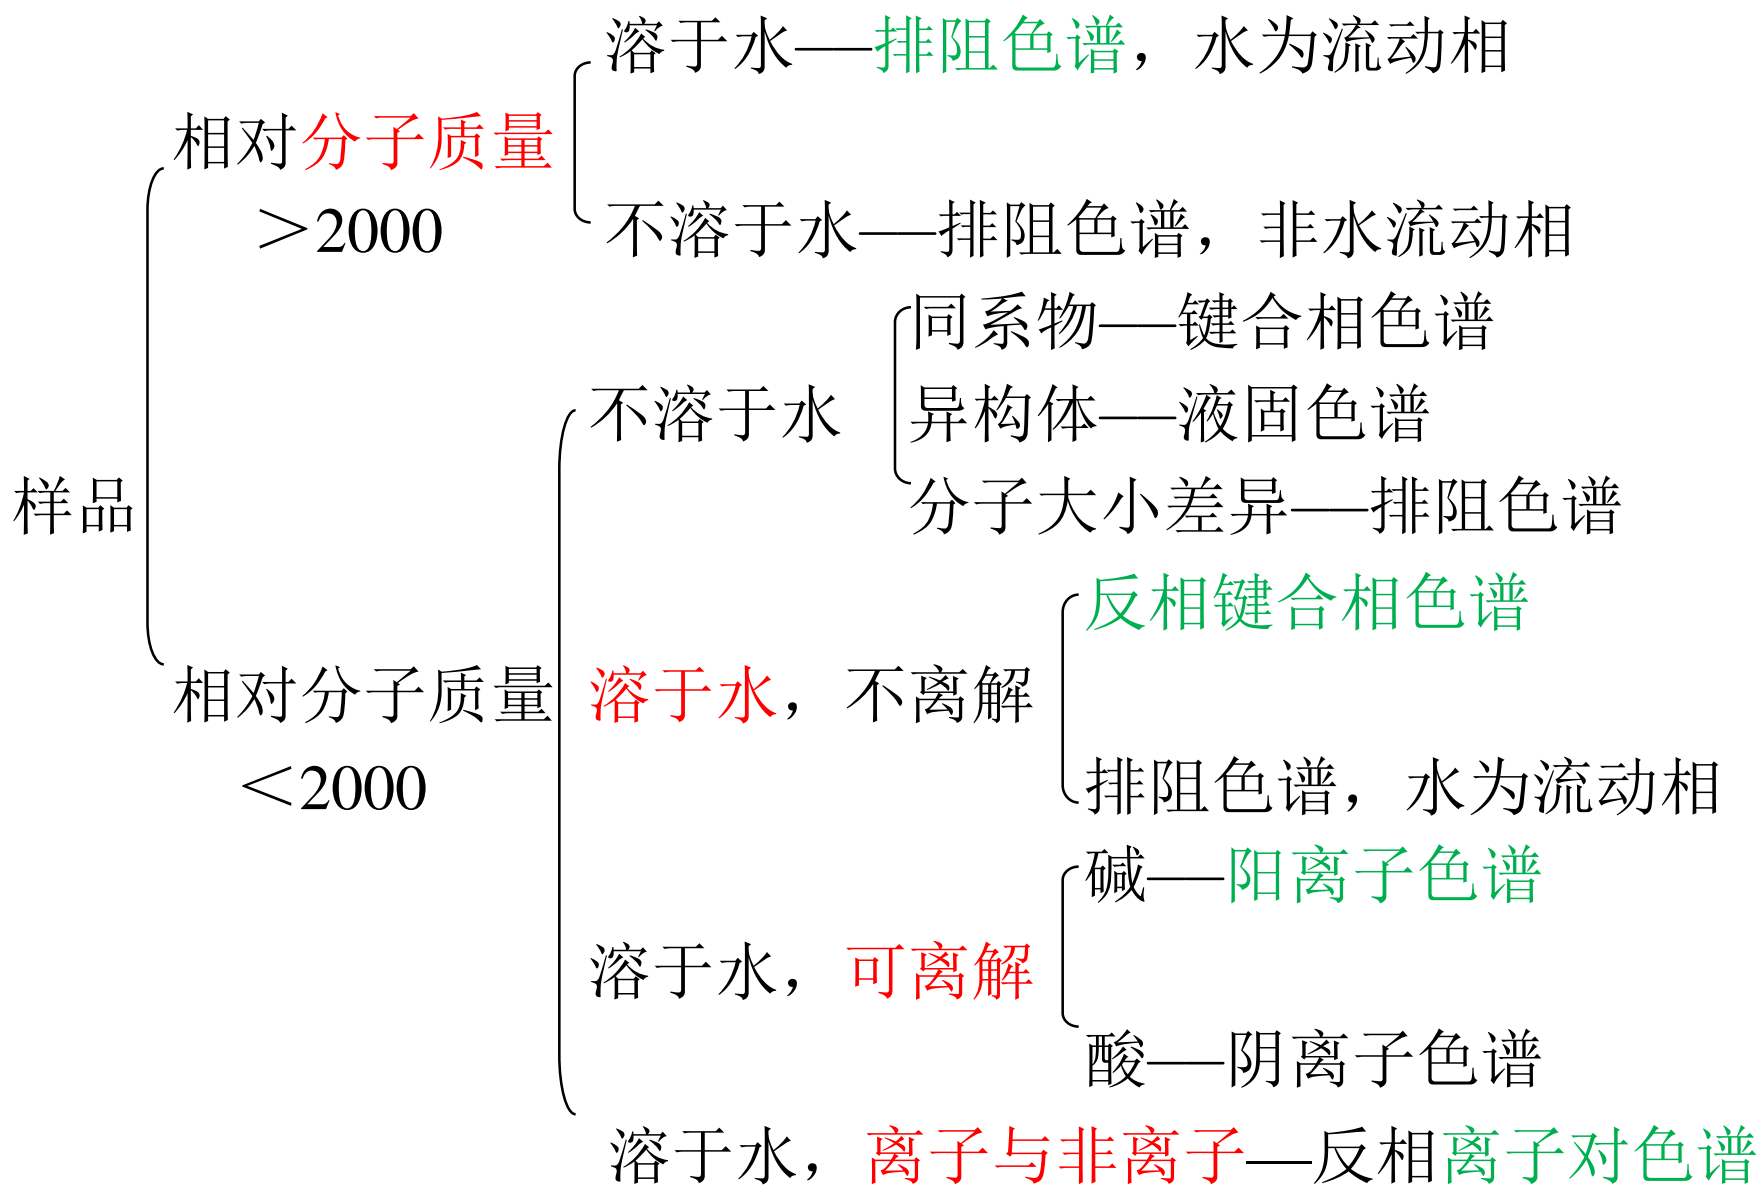 溶于水——排阻色谱，水为流动相
相对分子质量
＞2000
不溶于水——排阻色谱，非水流动相
同系物——键合相色谱
不溶于水
异构体——液固色谱
分子大小差异——排阻色谱
样品
反相键合相色谱
相对分子质量
＜2000
溶于水，不离解
排阻色谱，水为流动相
碱——阳离子色谱
溶于水，可离解
酸——阴离子色谱
溶于水，离子与非离子—反相离子对色谱